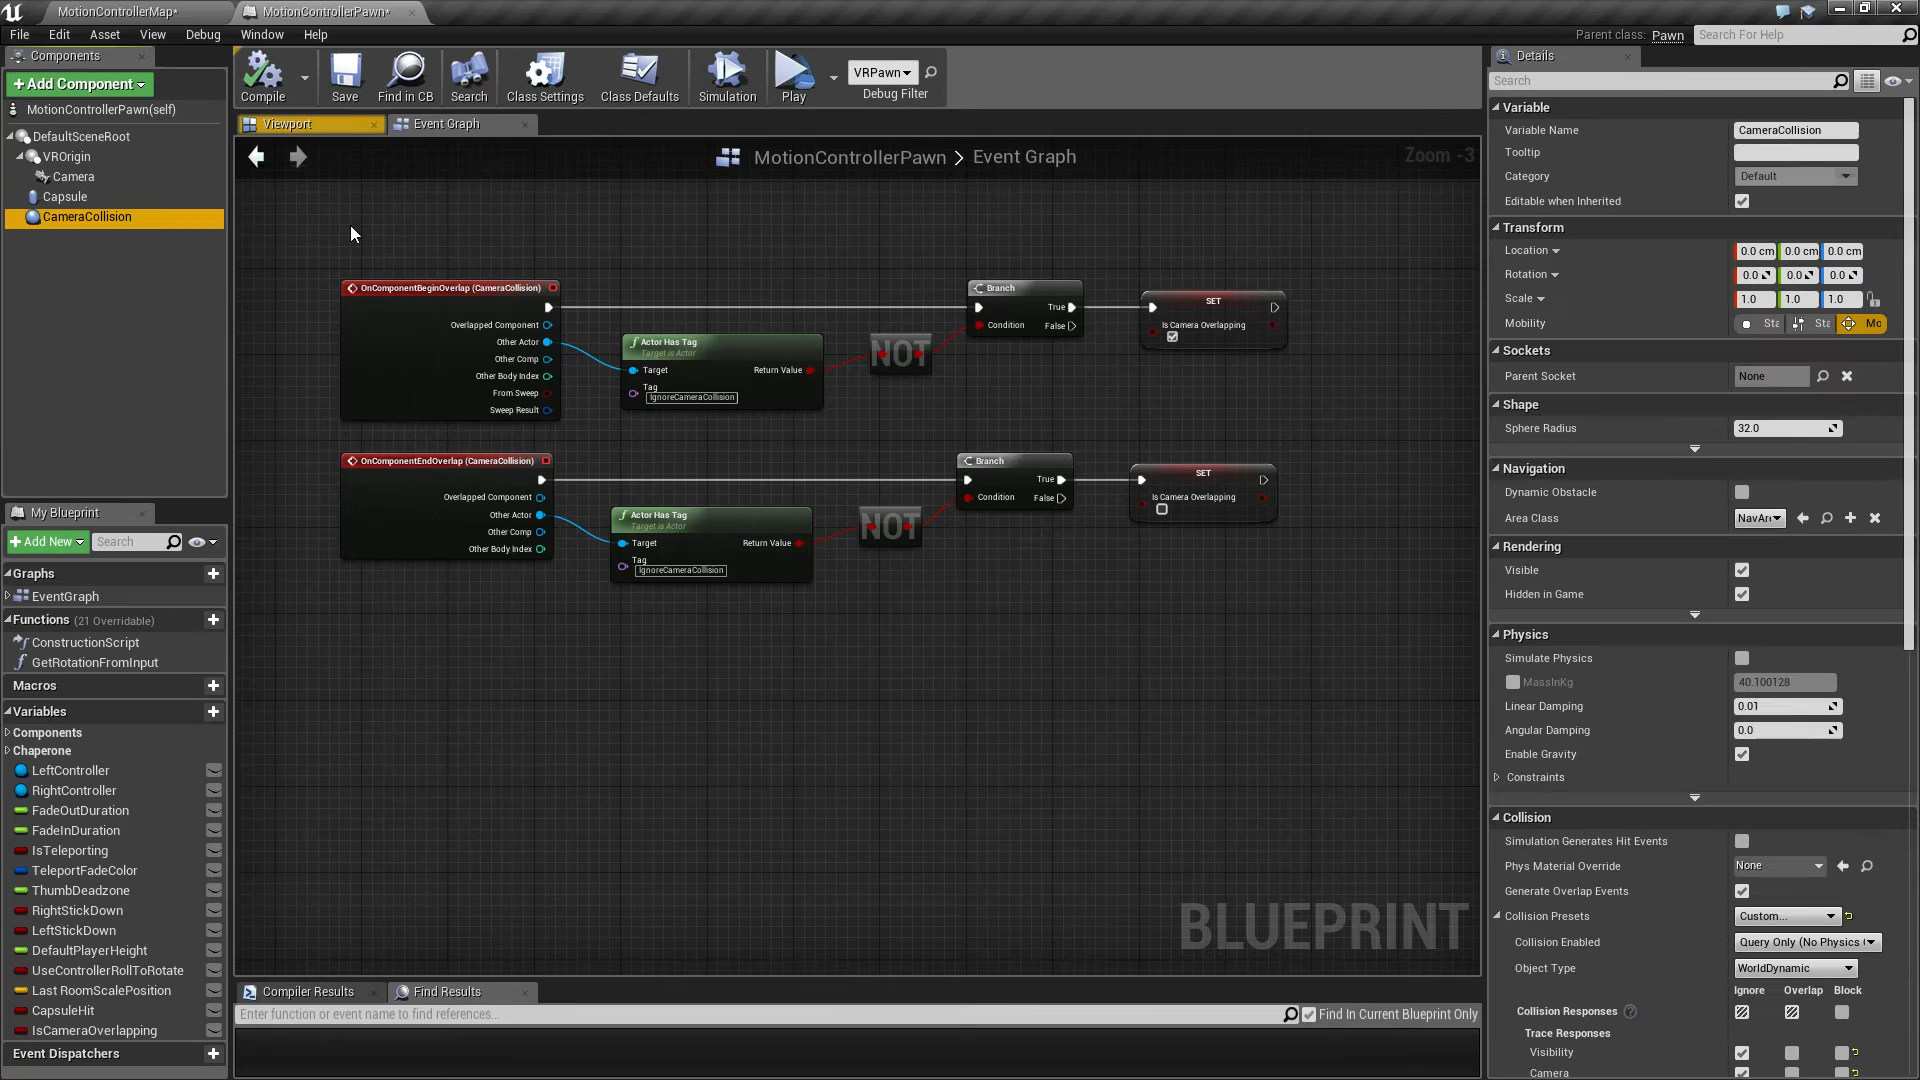 MotionControllerMap*
MotionControllerPawn*
File Edit Asset View Debug Window Help
Parent class: Pawn
Search For Help
Components
+ Add Component
MotionControllerPawn(self)
DefaultSceneRoot
VROrigin
Camera
Capsule
CameraCollision
Compile
Save
Find in CB
Search
Class Settings
Class Defaults
Simulation
Play
VRPawn
Debug Filter
Viewport
Event Graph
MotionControllerPawn > Event Graph
Zoom -3
OnComponentBeginOverlap (CameraCollision)
Overlapped Component
Other Actor
Other Comp
Other Body Index
From Sweep
Sweep Result
Actor Has Tag
Target is Actor
Target
Return Value
Tag
IgnoreCameraCollision
NOT
Branch
True
Condition
False
SET
Is Camera Overlapping
OnComponentEndOverlap (CameraCollision)
Overlapped Component
Other Actor
Other Comp
Other Body Index
Actor Has Tag
Target is Actor
Target
Return Value
Tag
IgnoreCameraCollision
NOT
Branch
True
Condition
False
SET
Is Camera Overlapping
BLUEPRINT
My Blueprint
+ Add New
Search
Graphs
EventGraph
Functions (21 Overridable)
ConstructionScript
GetRotationFromInput
Macros
Variables
Components
Chaperone
LeftController
RightController
FadeOutDuration
FadeInDuration
IsTeleporting
TeleportFadeColor
ThumbDeadzone
RightStickDown
LeftStickDown
DefaultPlayerHeight
UseControllerRollToRotate
Last RoomScalePosition
CapsuleHit
IsCameraOverlapping
Event Dispatchers
Compiler Results
Find Results
Enter function or event name to find references...
Find In Current Blueprint Only
Details
Search
Variable
Variable Name CameraCollision
Tooltip
Category Default
Editable when Inherited
Transform
Location 0.0 cm 0.0 cm 0.0 cm
Rotation 0.0 0.0 0.0
Scale 1.0 1.0 1.0
Mobility Sta Sta Mo
Sockets
Parent Socket None
Shape
Sphere Radius 32.0
Navigation
Dynamic Obstacle
Area Class NavAre
Rendering
Visible
Hidden in Game
Physics
Simulate Physics
MassInKg 40.100128
Linear Damping 0.01
Angular Damping 0.0
Enable Gravity
Constraints
Collision
Simulation Generates Hit Events
Phys Material Override None
Generate Overlap Events
Collision Presets Custom...
Collision Enabled Query Only (No Physics
Object Type WorldDynamic
Ignore Overlap Block
Collision Responses
Trace Responses
Visibility
Camera